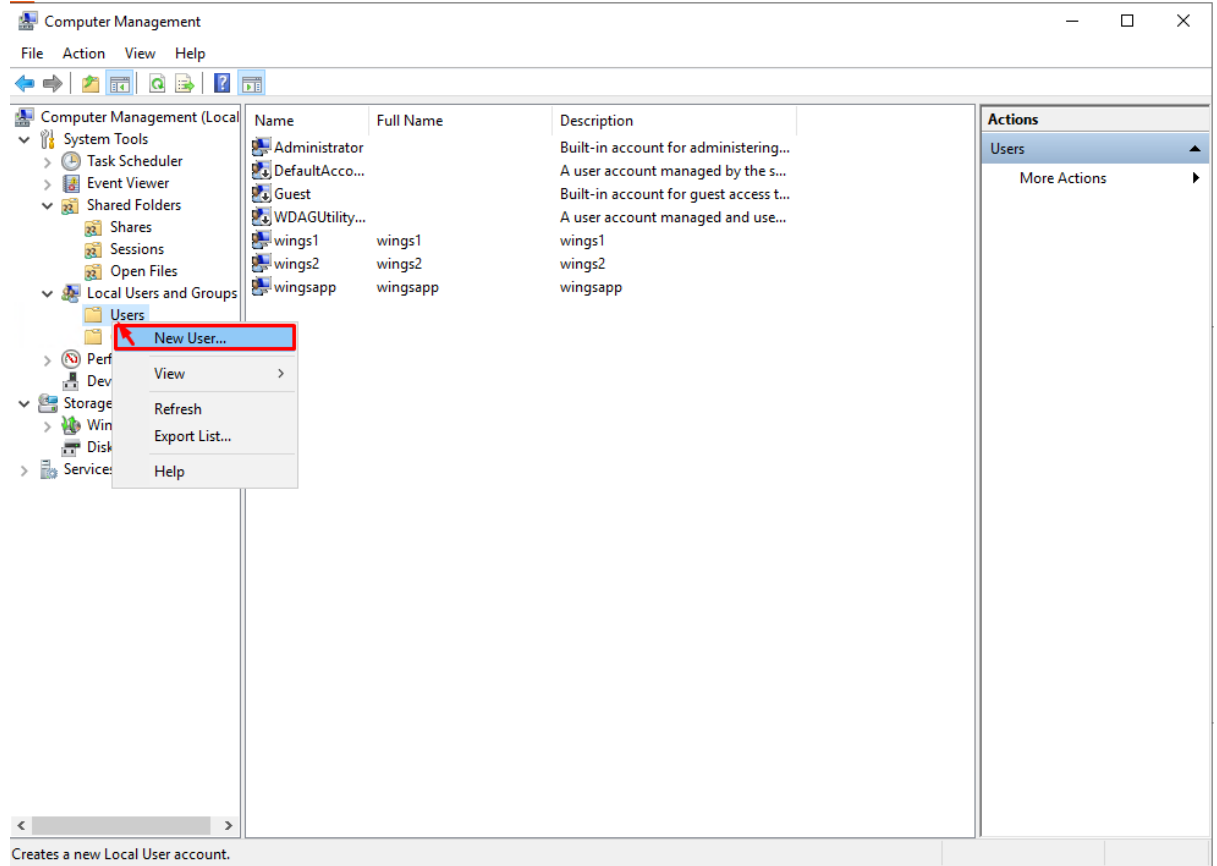 Computer Management
File Action View Help
Computer Management (Local
System Tools
Task Scheduler
Event Viewer
Shared Folders
Shares
Sessions
Open Files
Local Users and Groups
Users
Perf
Dev
Storage
Win
Disk
Services
New User...
View
Refresh
Export List...
Help
Name Full Name Description
Administrator Built-in account for administering...
DefaultAcco... A user account managed by the s...
Guest Built-in account for guest access t...
WDAGUtility... A user account managed and use...
wings1 wings1 wings1
wings2 wings2 wings2
wingsapp wingsapp wingsapp
Actions
Users
More Actions
Creates a new Local User account.